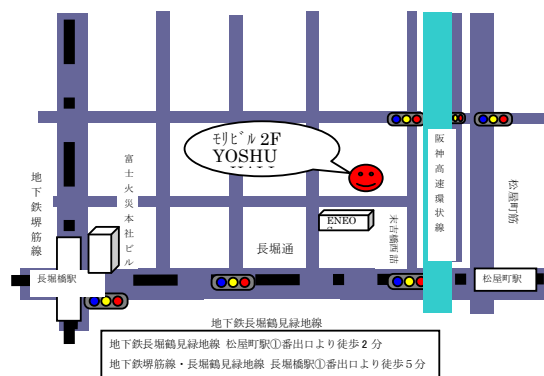 ﾓﾘﾋﾞﾙ 2F
YOSHU
阪神高速環状線
松屋町筋
地下鉄堺筋線
富士火災本社ビル
ENEO
末吉橋西詰
長堀通
長堀橋駅
松屋町駅
地下鉄長堀鶴見緑地線
地下鉄長堀鶴見緑地線 松屋町駅①番出口より徒歩2分
地下鉄堺筋線・長堀鶴見緑地線 長堀橋駅①番出口より徒歩5分